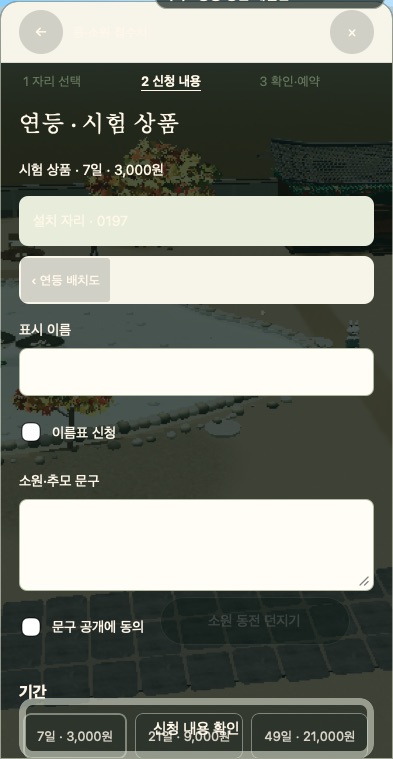 1 자리 선택
2 신청 내용
3 확인·예약
연등 · 시험 상품
시험 상품 · 7일 · 3,000원
설치 자리 · 0197
‹ 연등 배치도
표시 이름
이름표 신청
소원·추모 문구
문구 공개에 동의
소원 동전 던지기
기간
신청 내용 확인
7일 · 3,000원
21일 · 9,000원
49일 · 21,000원